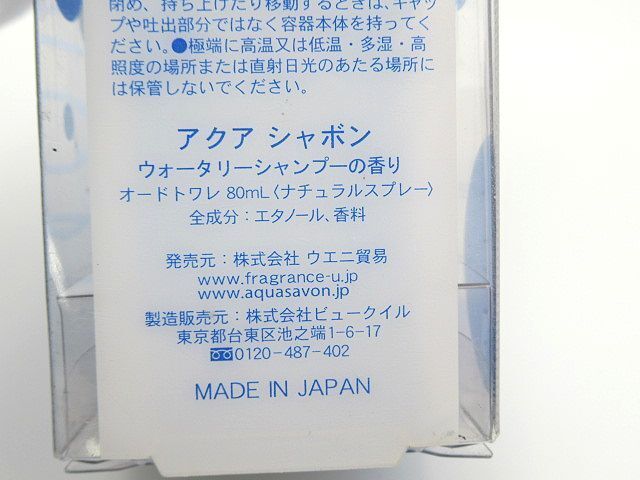 閉め、持ち上げたり移動するときは、キャッ
プや吐出部分ではなく容器本体を持ってく
ださい。●極端に高温又は低温・多湿・高
照度の場所または直射日光のあたる場所に
は保管しないでください。
アクア シャボン
ウォータリーシャンプーの香り
オードトワレ 80mL〈ナチュラルスプレー〉
全成分：エタノール、香料
発売元：株式会社 ウエニ貿易
www.fragrance-u.jp
www.aquasavon.jp
製造販売元：株式会社ビュークイル
東京都台東区池之端1-6-17
0120-487-402
MADE IN JAPAN